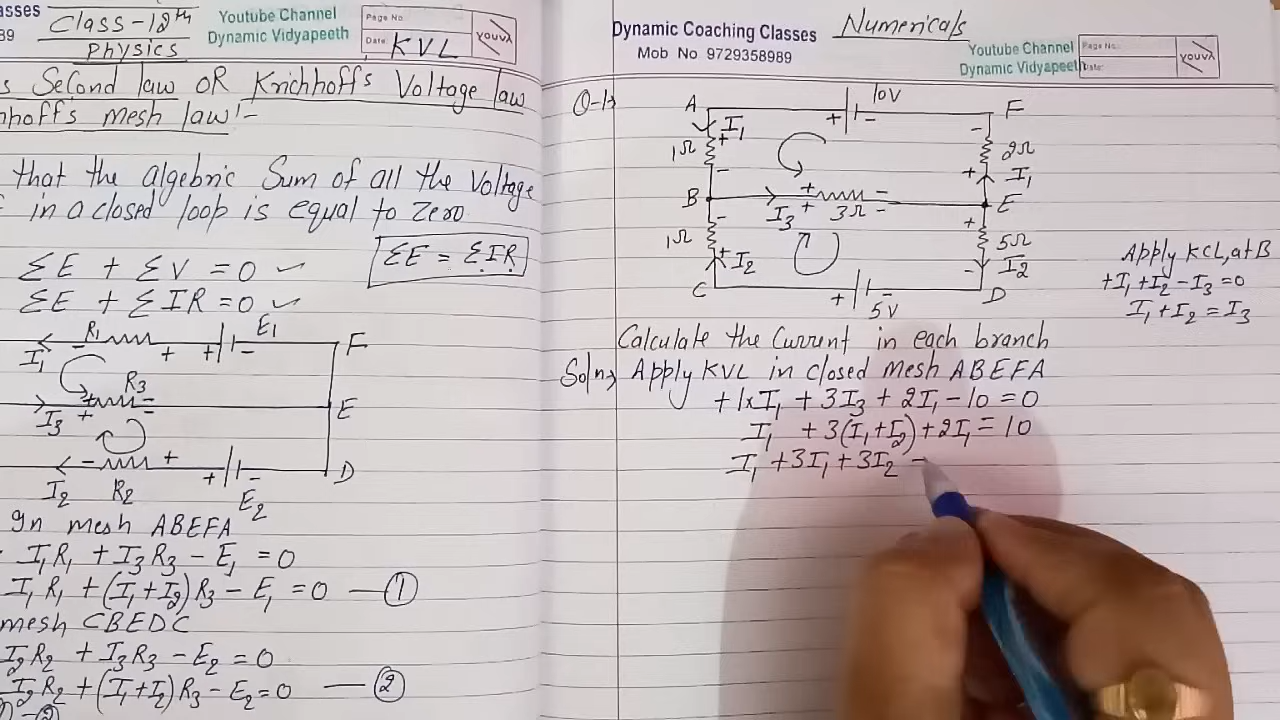 asses
89
Class-12th
Physics
Youtube Channel
Dynamic Vidyapeeth
Page No.
Date: KVL
YOUVA
s Second law OR Krichhoff's Voltage law
hhoff's mesh law:-
that the algebric Sum of all the Voltage
in a closed loop is equal to Zero
ΣE + ΣV = 0
ΣE = ΣIR
ΣE + ΣIR = 0
R1 + + E1 -
I1
F
R3
I3 + -
E
- +
I2 R2
+ -
E2
D
In mesh ABEFA
I1R1 + I3R3 - E1 = 0
I1R1 + (I1+I2)R3 - E1 = 0 — ①
mesh CBEDC
I2R2 + I3R3 - E2 = 0
I2R2 + (I1+I2)R3 - E2 = 0 — ②
Dynamic Coaching Classes
Mob No 9729358989
Numericals
Youtube Channel
Dynamic Vidyapeeth
Page No.:
Date:
YOUVA
Q-1⇒
A 10V F
+ -
I1 -
1Ω + 2Ω
- + I1
B + - E
I3 + 3Ω -
- +
1Ω 5Ω
+ I2 - I2
C + - D
5V
Apply KCL, at B
+I1+I2-I3=0
I1+I2=I3
Calculate the Current in each branch
Soln⇒ Apply KVL in closed mesh ABEFA
+1×I1 + 3I3 + 2I1 - 10 = 0
I1 + 3(I1+I2) + 2I1 = 10
I1 + 3I1 + 3I2